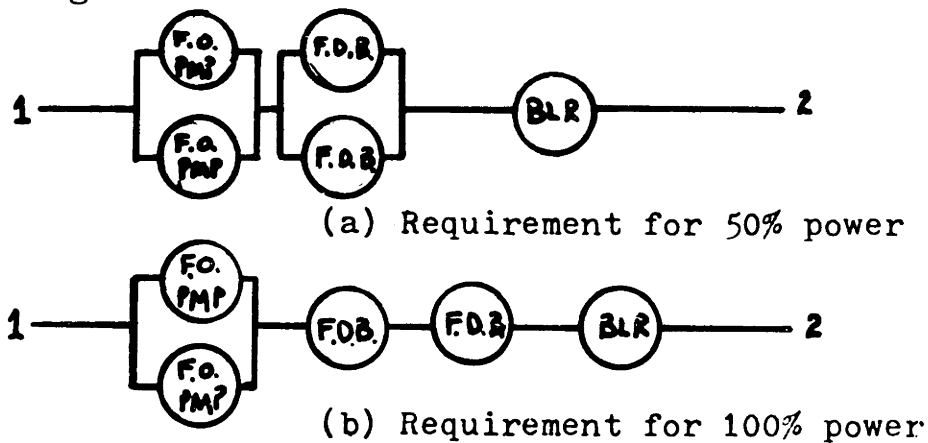 F.O. PMP
F.D.B.
1
BLR
2
F.O. PMP
F.D.B.
(a) Requirement for 50% power
F.O. PMP
1
F.D.B.
F.D.B.
BLR
2
F.O. PMP
(b) Requirement for 100% power